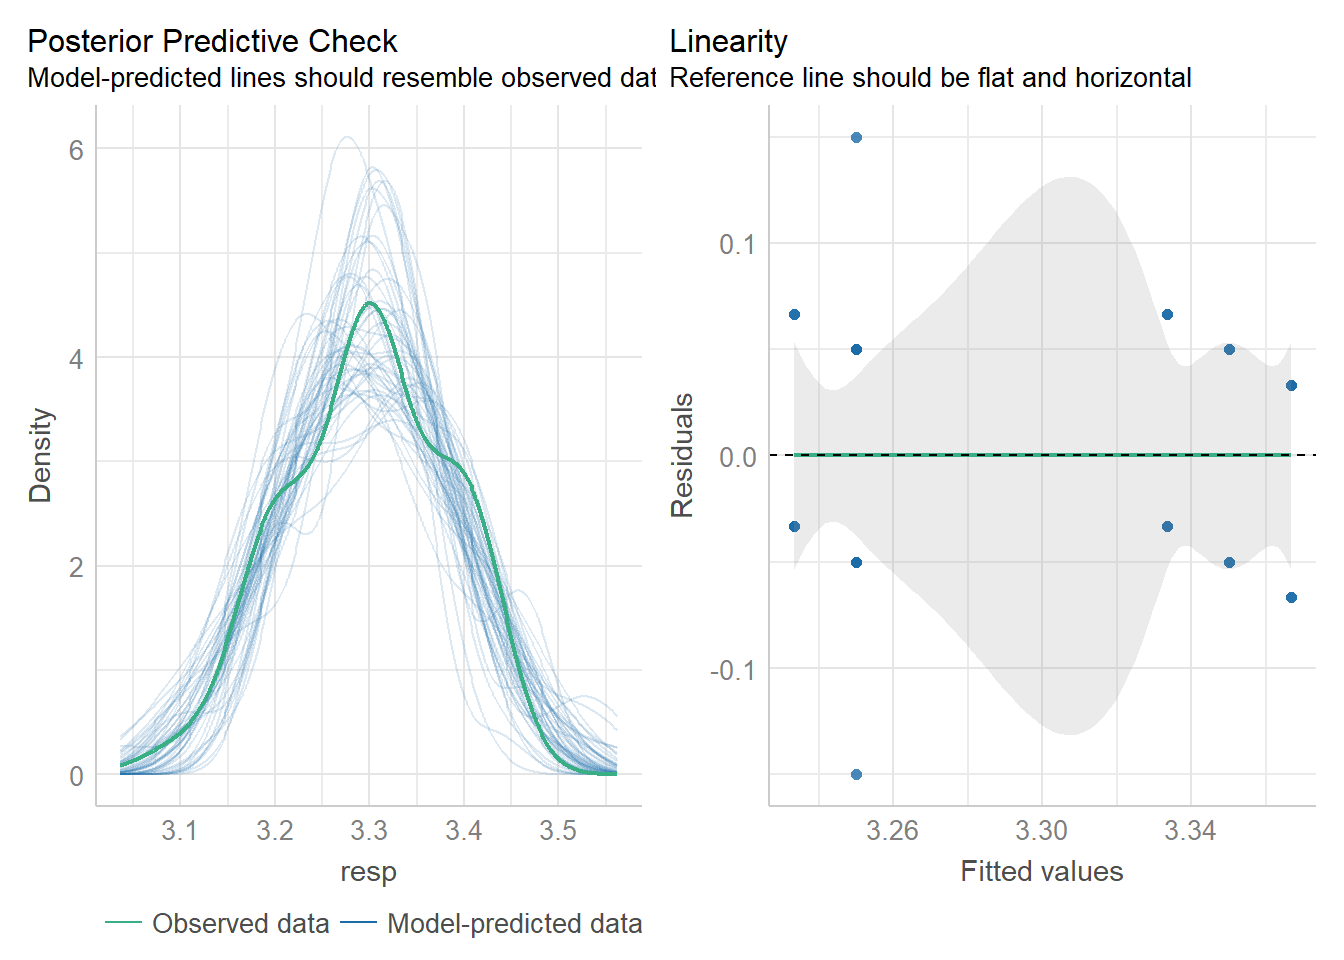 Posterior Predictive Check
Model-predicted lines should resemble observed dat
6
4
2
0
Density
3.1 3.2 3.3 3.4 3.5
resp
Observed data Model-predicted data
Linearity
Reference line should be flat and horizontal
0.1
0.0
-0.1
Residuals
3.26 3.30 3.34
Fitted values